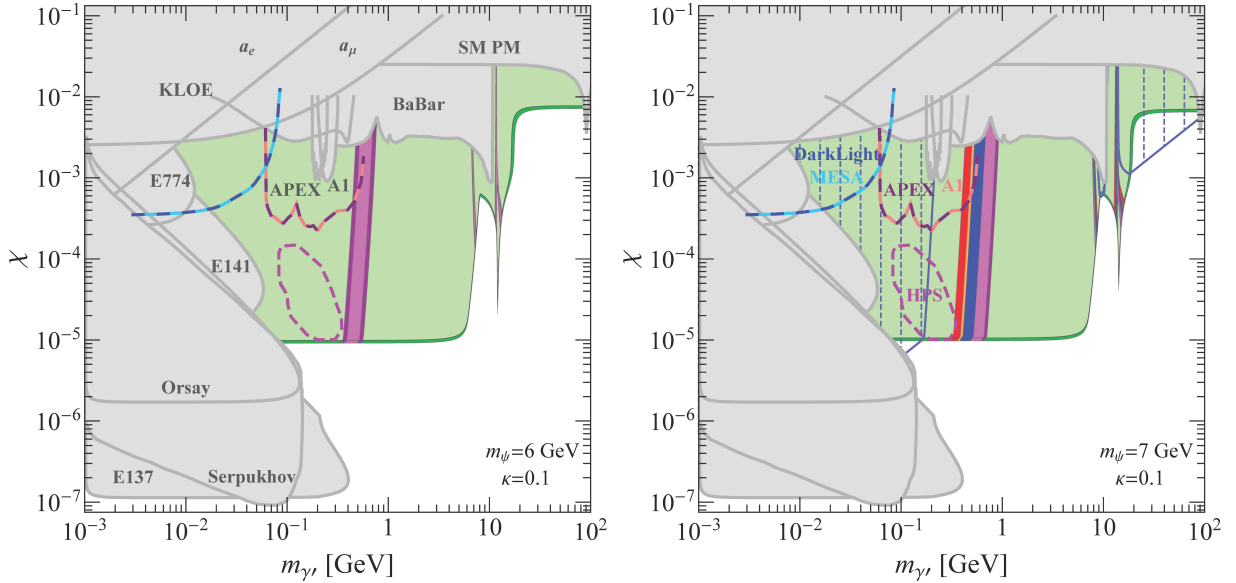 10⁻¹
10⁻²
10⁻³
10⁻⁴
10⁻⁵
10⁻⁶
10⁻⁷
χ
a_e
a_μ
SM PM
KLOE
BaBar
E774
APEX
A1
E141
Orsay
E137
Serpukhov
m_ψ=6 GeV
κ=0.1
10⁻³
10⁻²
10⁻¹
1
10
10²
m_γ′ [GeV]
10⁻¹
10⁻²
10⁻³
10⁻⁴
10⁻⁵
10⁻⁶
10⁻⁷
χ
DarkLight
MESA
APEX
A1
HPS
m_ψ=7 GeV
κ=0.1
10⁻³
10⁻²
10⁻¹
1
10
10²
m_γ′ [GeV]